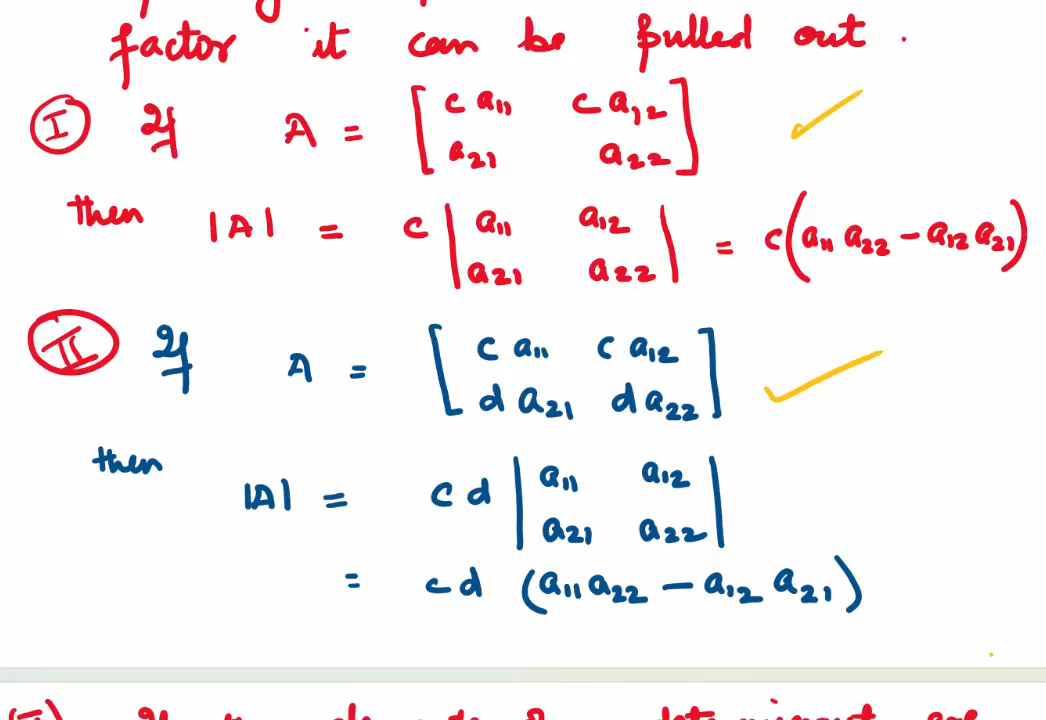 factor it can be pulled out.
I If A = [ c a11 c a12
a21 a22 ]
then |A| = c | a11 a12
a21 a22 | = c(a11 a22 - a12 a21)
II If A = [ c a11 c a12
d a21 d a22 ]
then
|A| = c d | a11 a12
a21 a22 |
= cd (a11 a22 - a12 a21)